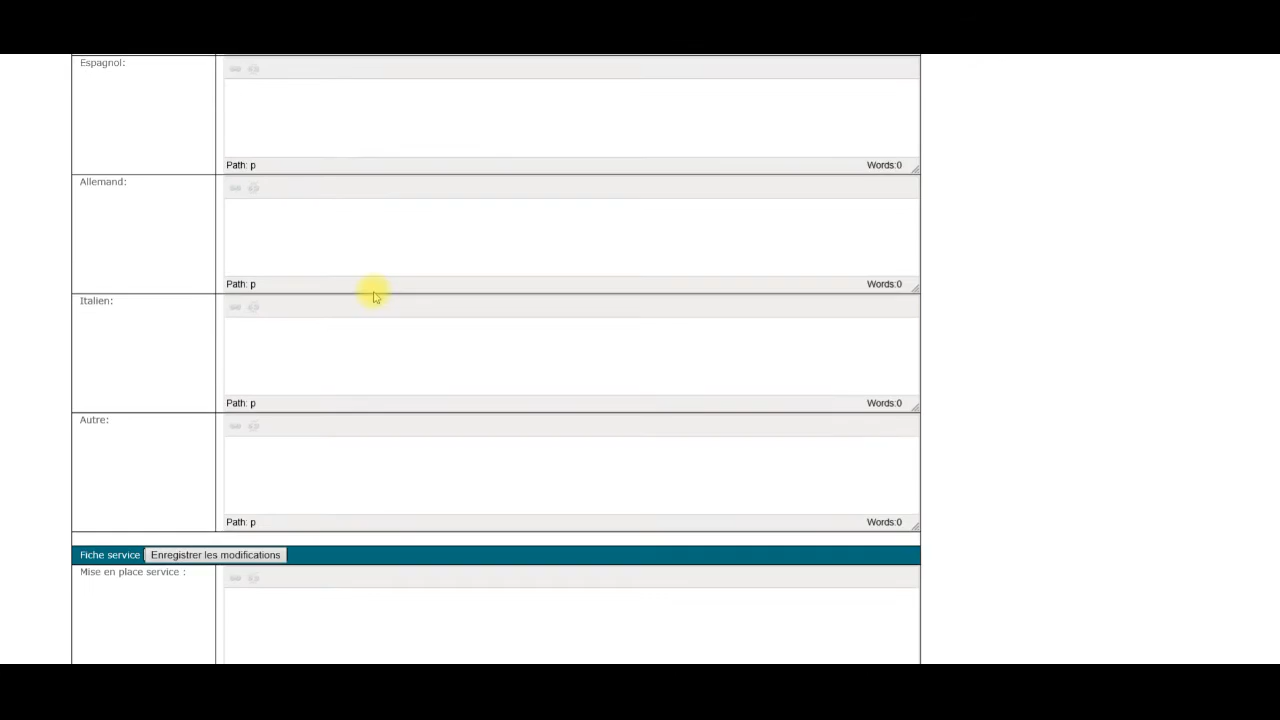 Espagnol:
Path: p Words:0
Allemand:
Path: p Words:0
Italien:
Path: p Words:0
Autre:
Path: p Words:0
Fiche service Enregistrer les modifications
Mise en place service :